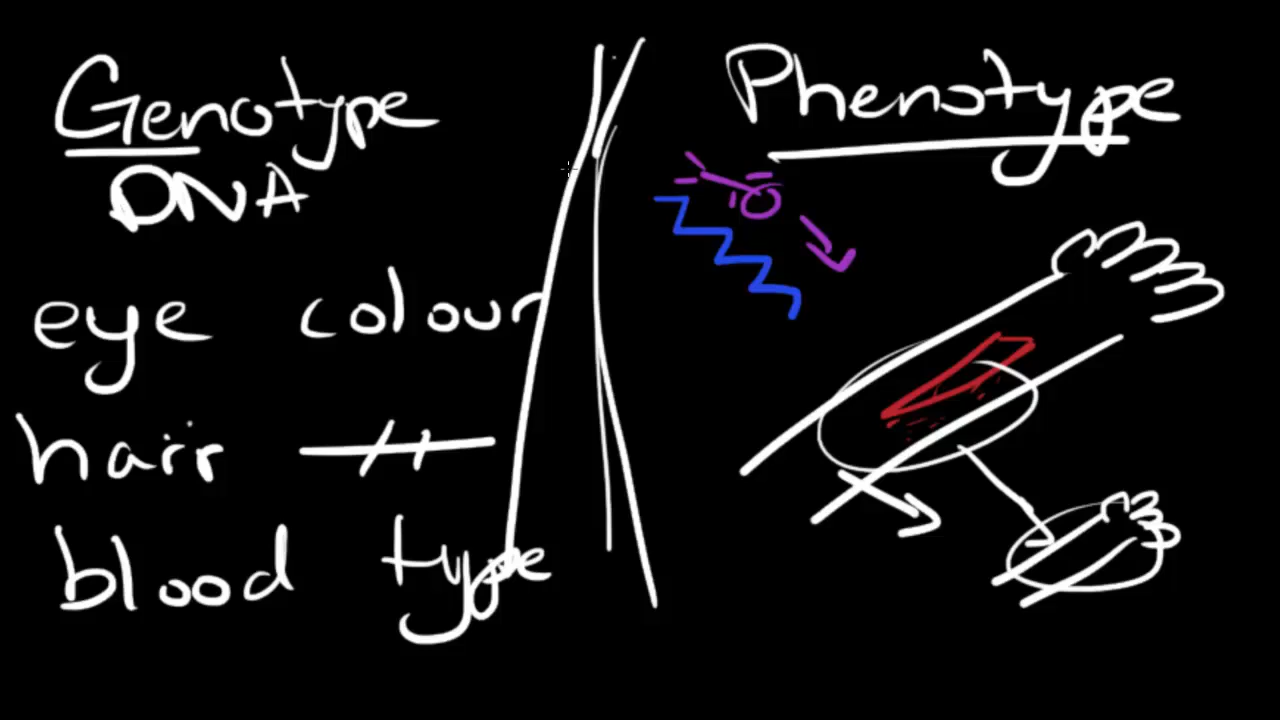 Genotype
DNA
eye colour
hair —//—
blood type
Phenotype